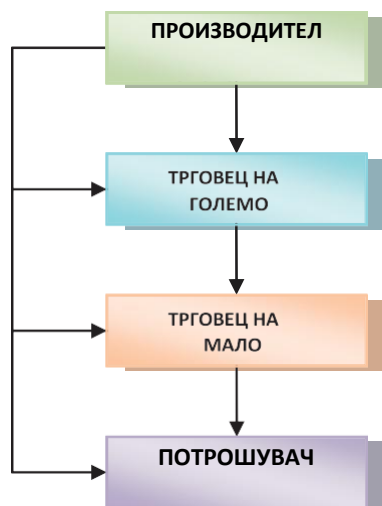 ПРОИЗВОДИТЕЛ
ТРГОВЕЦ НА
ГОЛЕМО
ТРГОВЕЦ НА
МАЛО
ПОТРОШУВАЧ